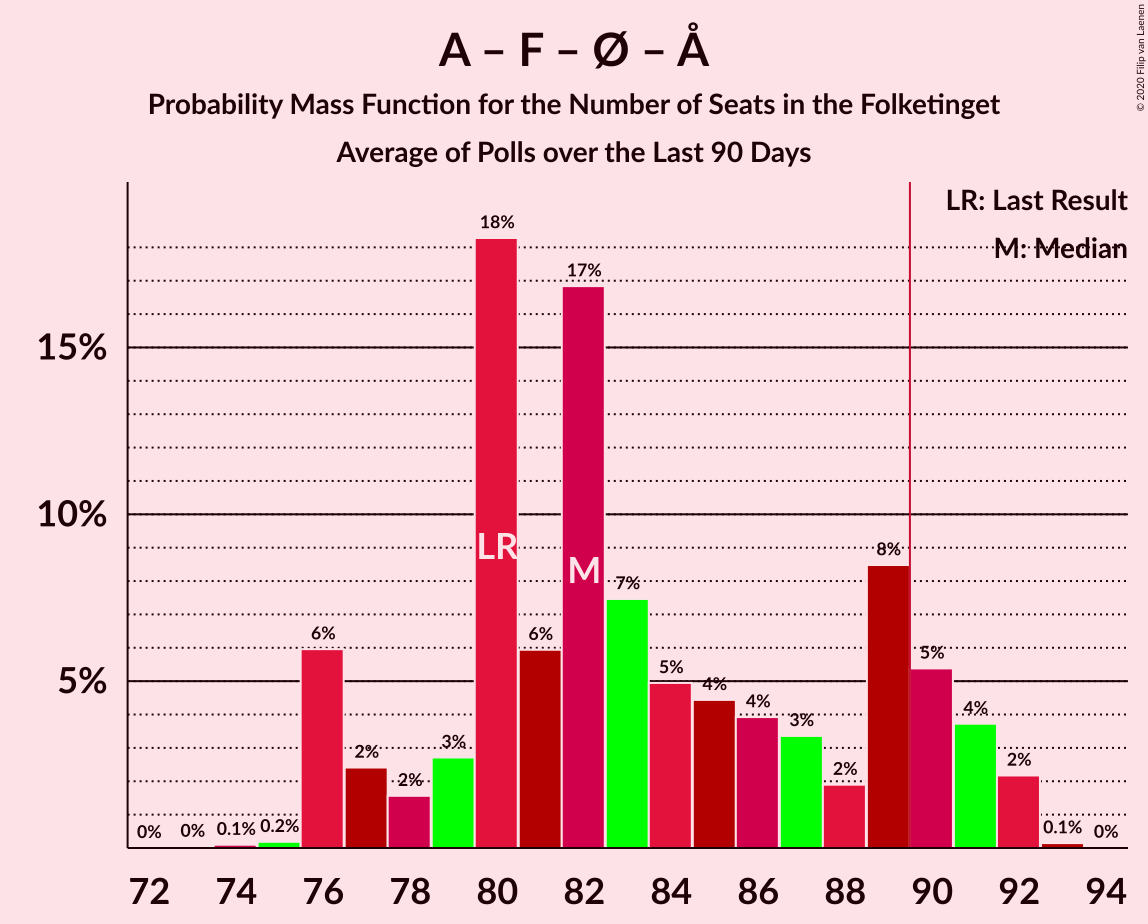 A – F – Ø – Å
Probability Mass Function for the Number of Seats in the Folketinget
Average of Polls over the Last 90 Days
© 2020 Filip van Laenen
LR: Last Result
M: Median
15%
10%
5%
0%
0%
0.1%
0.2%
6%
2%
2%
3%
18%
LR
6%
17%
M
7%
5%
4%
4%
3%
2%
8%
5%
4%
2%
0.1%
0%
72 74 76 78 80 82 84 86 88 90 92 94